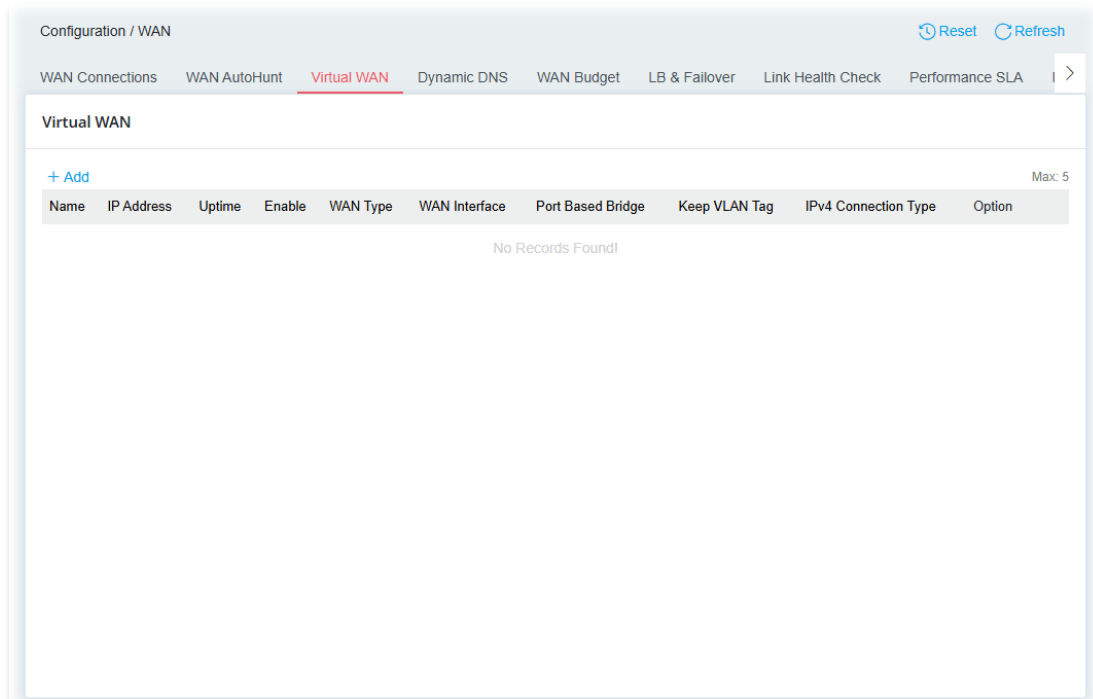 Configuration / WAN Reset Refresh
WAN Connections WAN AutoHunt Virtual WAN Dynamic DNS WAN Budget LB & Failover Link Health Check Performance SLA
Virtual WAN
+ Add Max: 5
Name IP Address Uptime Enable WAN Type WAN Interface Port Based Bridge Keep VLAN Tag IPv4 Connection Type Option
No Records Found!